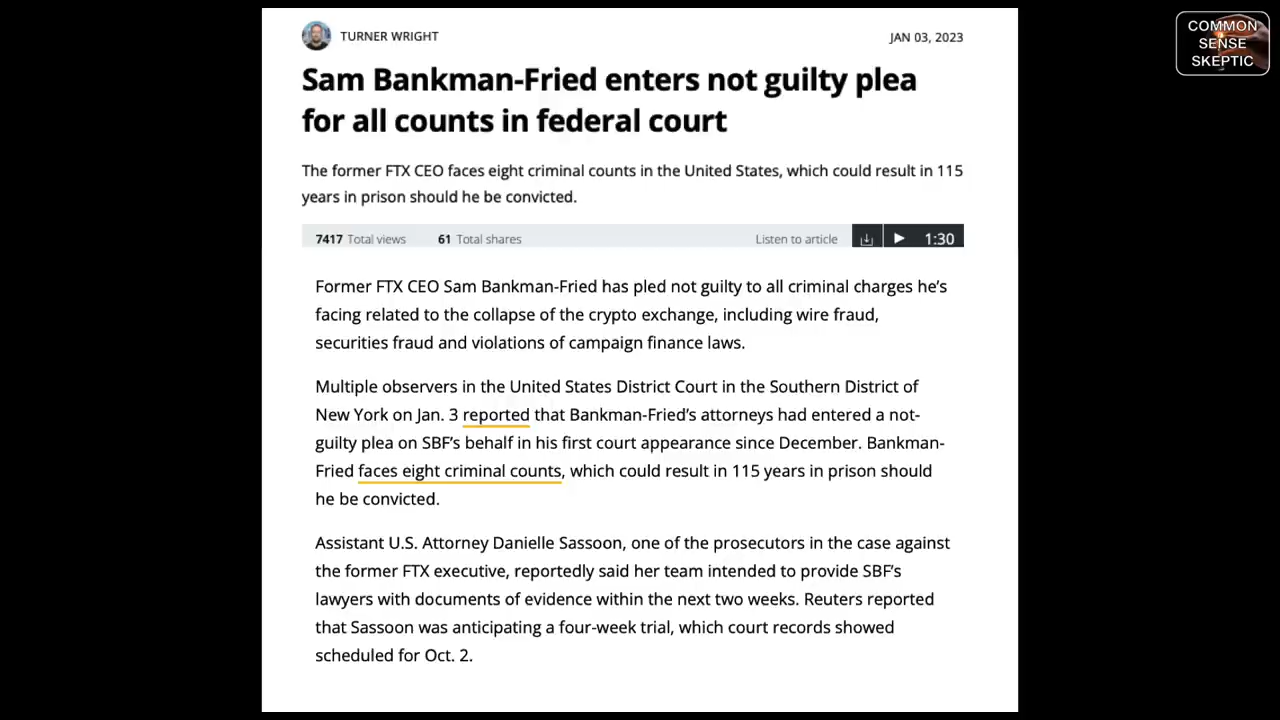 TURNER WRIGHT
JAN 03, 2023
COMMON
SENSE
SKEPTIC
Sam Bankman-Fried enters not guilty plea
for all counts in federal court
The former FTX CEO faces eight criminal counts in the United States, which could result in 115
years in prison should he be convicted.
7417 Total views 61 Total shares Listen to article 1:30
Former FTX CEO Sam Bankman-Fried has pled not guilty to all criminal charges he's
facing related to the collapse of the crypto exchange, including wire fraud,
securities fraud and violations of campaign finance laws.
Multiple observers in the United States District Court in the Southern District of
New York on Jan. 3 reported that Bankman-Fried's attorneys had entered a not-
guilty plea on SBF's behalf in his first court appearance since December. Bankman-
Fried faces eight criminal counts, which could result in 115 years in prison should
he be convicted.
Assistant U.S. Attorney Danielle Sassoon, one of the prosecutors in the case against
the former FTX executive, reportedly said her team intended to provide SBF's
lawyers with documents of evidence within the next two weeks. Reuters reported
that Sassoon was anticipating a four-week trial, which court records showed
scheduled for Oct. 2.